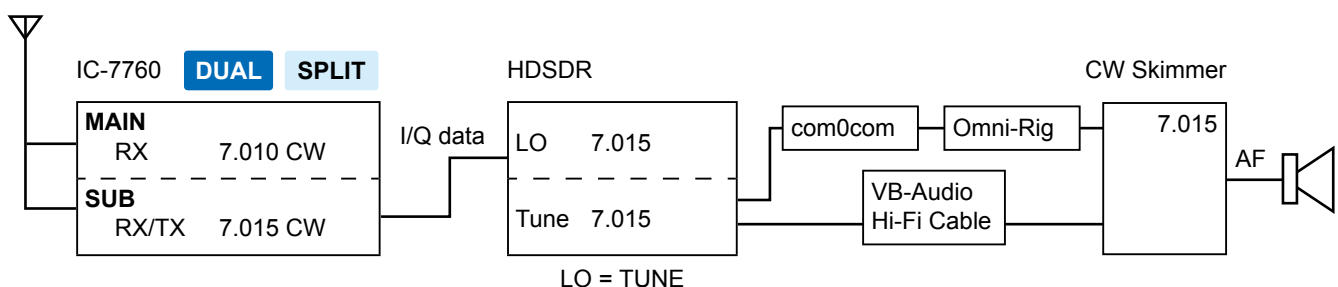 IC-7760 DUAL SPLIT
MAIN
RX 7.010 CW
SUB
RX/TX 7.015 CW
I/Q data
HDSDR
LO 7.015
Tune 7.015
LO = TUNE
com0com
Omni-Rig
VB-Audio
Hi-Fi Cable
CW Skimmer
7.015
AF